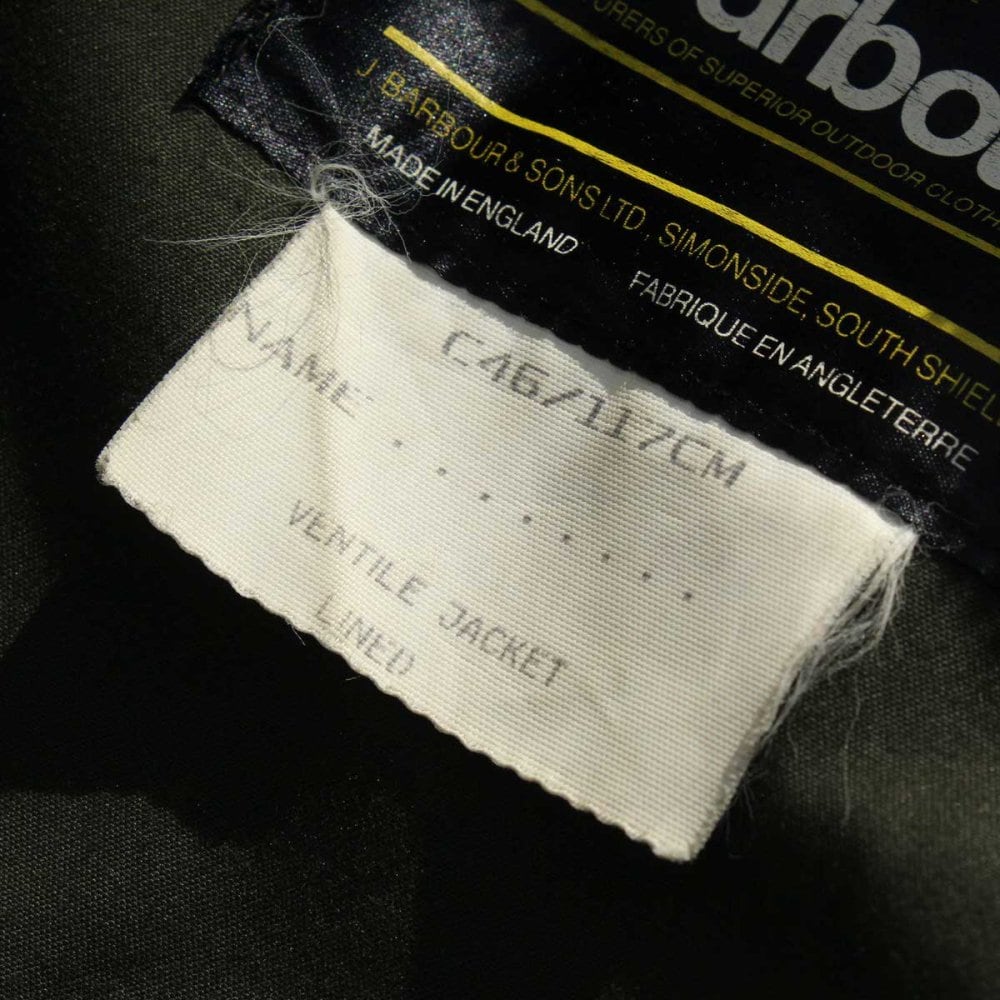 arbou
URERS OF SUPERIOR OUTDOOR CLOTH
J BARBOUR & SONS LTD, SIMONSIDE, SOUTH SHIEL
MADE IN ENGLAND FABRIQUE EN ANGLETERRE
C46/117CM
NAME ........
VENTILE JACKET
LINED